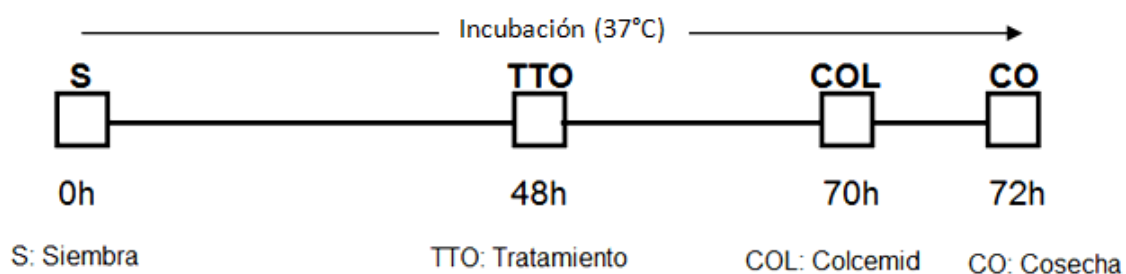 Incubación (37°C)
S TTO COL CO
0h 48h 70h 72h
S: Siembra TTO: Tratamiento COL: Colcemid CO: Cosecha